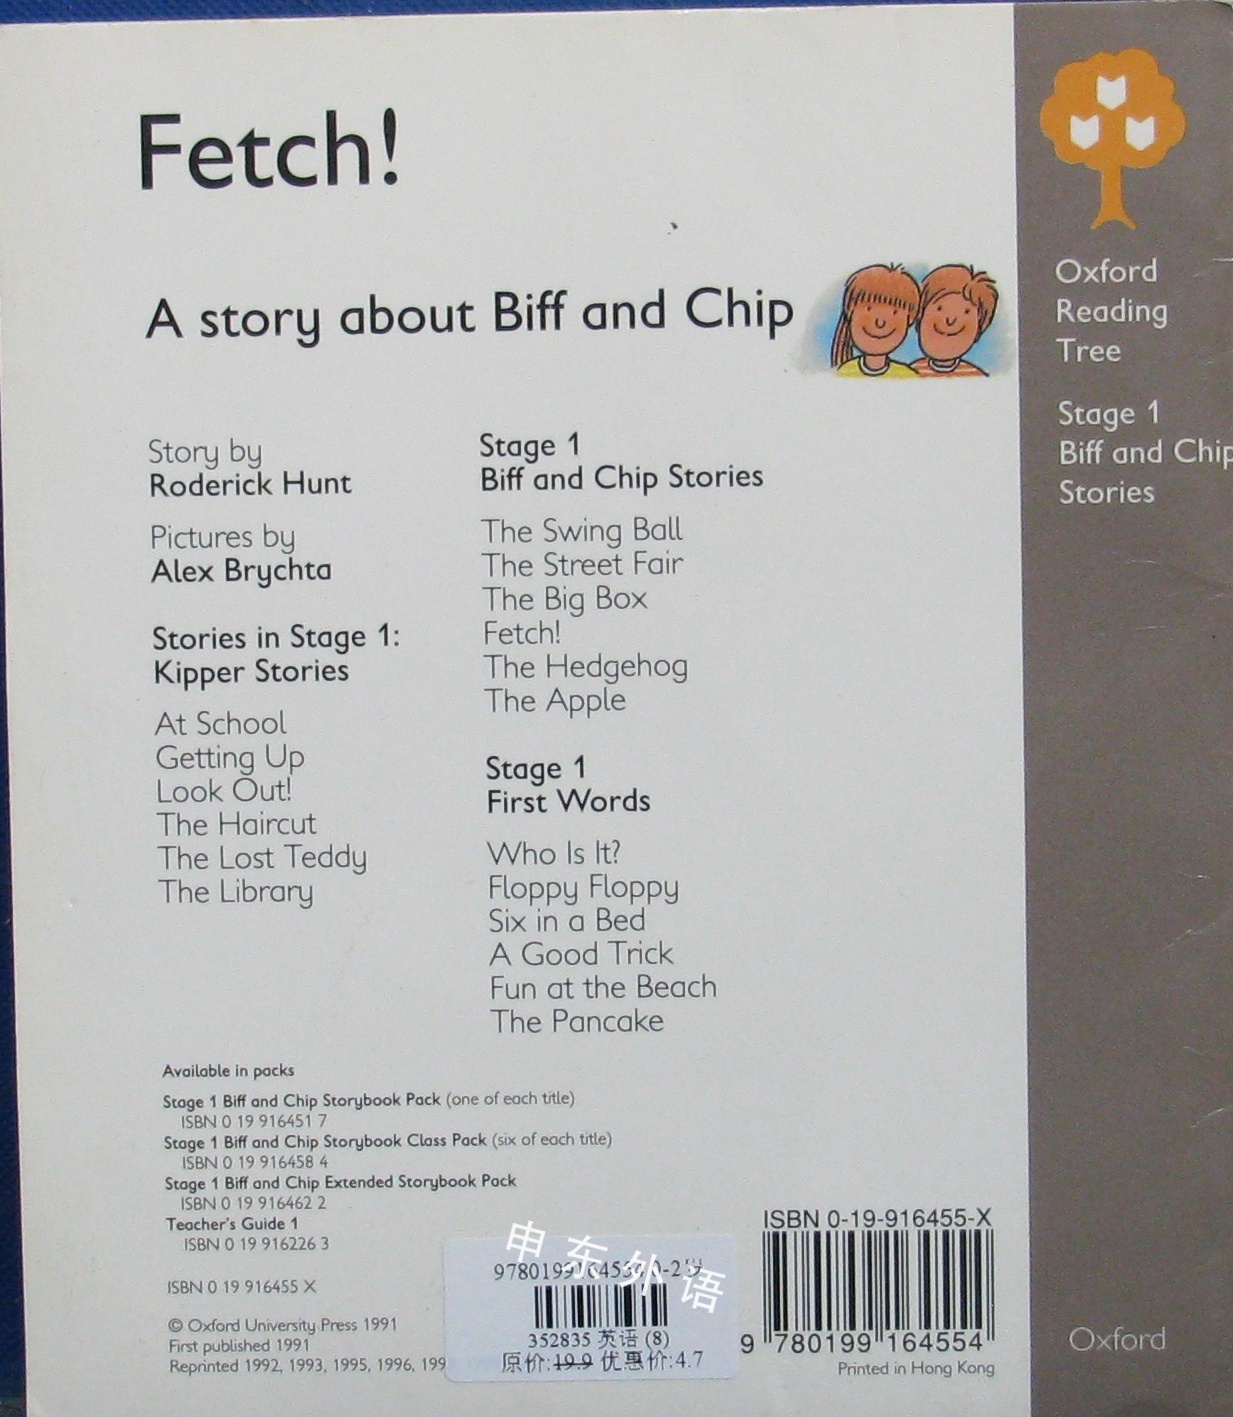 Fetch!
A story about Biff and Chip
Story by
Roderick Hunt
Pictures by
Alex Brychta
Stories in Stage 1:
Kipper Stories
At School
Getting Up
Look Out!
The Haircut
The Lost Teddy
The Library
Stage 1
Biff and Chip Stories
The Swing Ball
The Street Fair
The Big Box
Fetch!
The Hedgehog
The Apple
Stage 1
First Words
Who Is It?
Floppy Floppy
Six in a Bed
A Good Trick
Fun at the Beach
The Pancake
Available in packs
Stage 1 Biff and Chip Storybook Pack (one of each title)
ISBN 0 19 916451 7
Stage 1 Biff and Chip Storybook Class Pack (six of each title)
ISBN 0 19 916458 4
Stage 1 Biff and Chip Extended Storybook Pack
ISBN 0 19 916462 2
Teacher's Guide 1
ISBN 0 19 916226 3
ISBN 0 19 916455 X
© Oxford University Press 1991
First published 1991
Reprinted 1992, 1993, 1995, 1996, 199
申东外语
352835 英语 (8)
原价:19.9 优惠价:4.7
ISBN 0-19-916455-X
9 780199 164554
Printed in Hong Kong
Oxford
Reading
Tree
Stage 1
Biff and Chip
Stories
Oxford